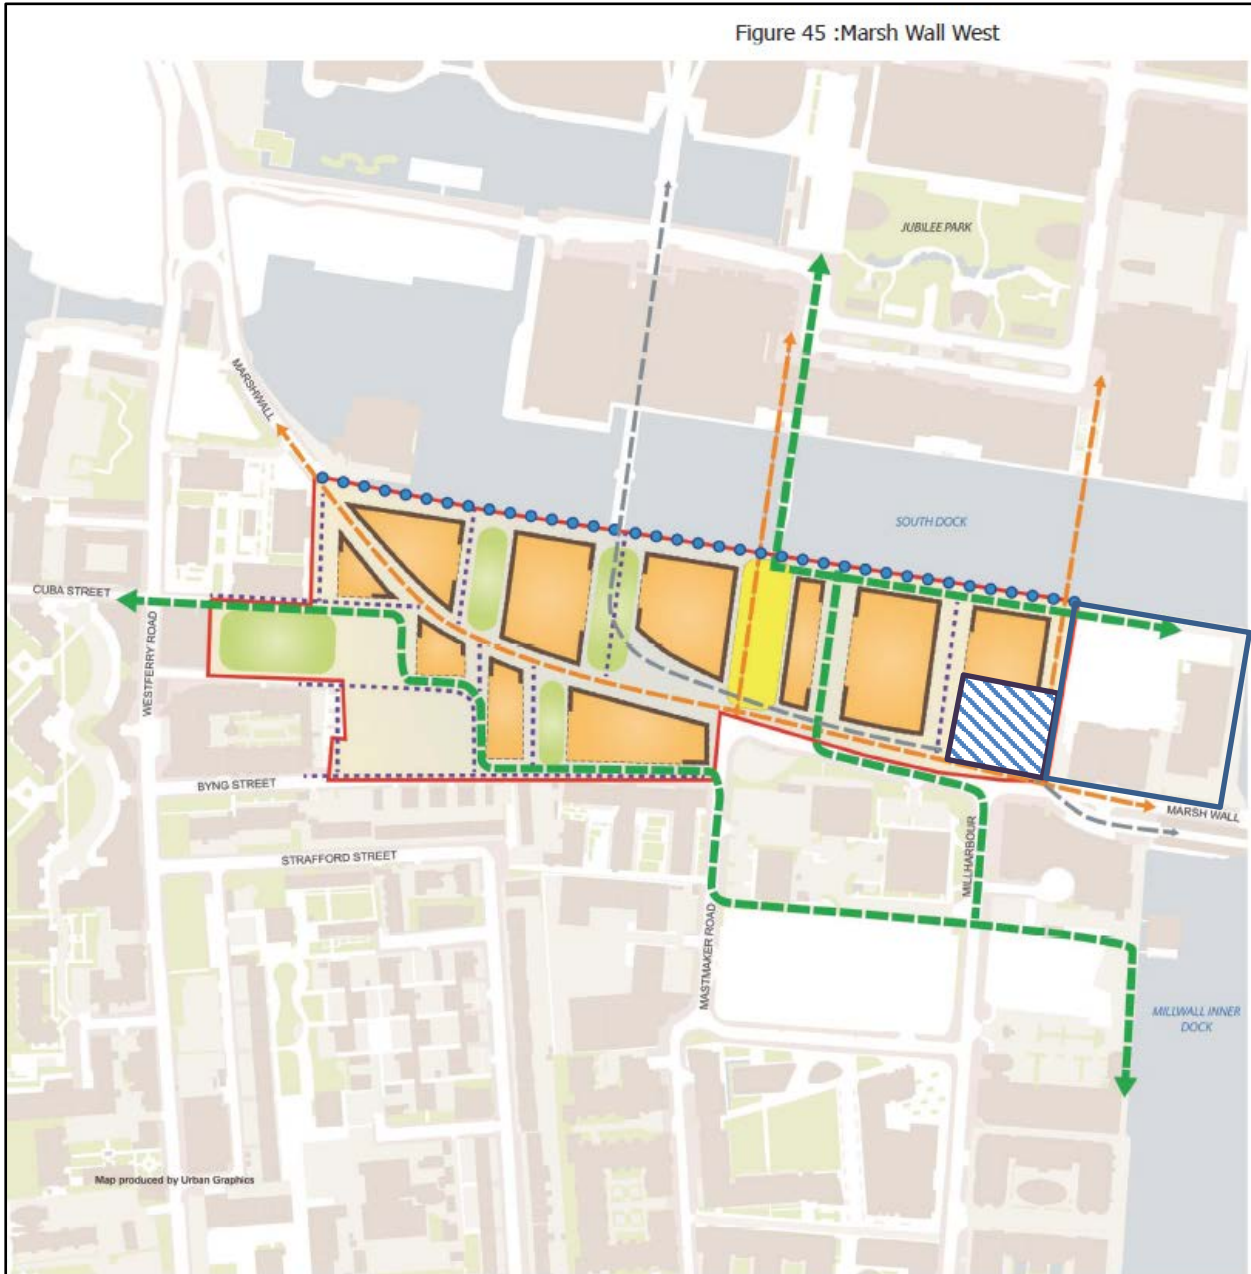 Figure 45 :Marsh Wall West
JUBILEE PARK
MARSHWALL
SOUTH DOCK
CUBA STREET
WESTFERRY ROAD
BYNG STREET
MARSH WALL
STRAFFORD STREET
MILLHARBOUR
MASTMAKER ROAD
MILLWALL INNER
DOCK
Map produced by Urban Graphics